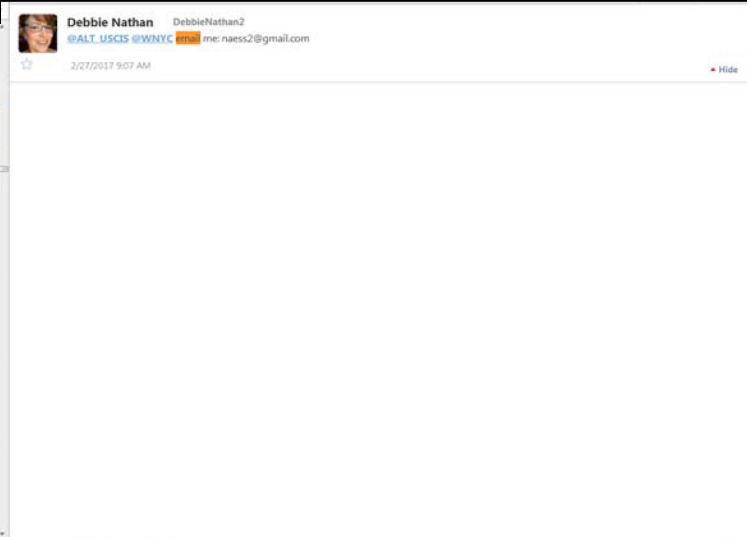 Debbie Nathan DebbieNathan2
@ALT_USCIS @WNYC email me: naess2@gmail.com
2/27/2017 9:07 AM
Hide